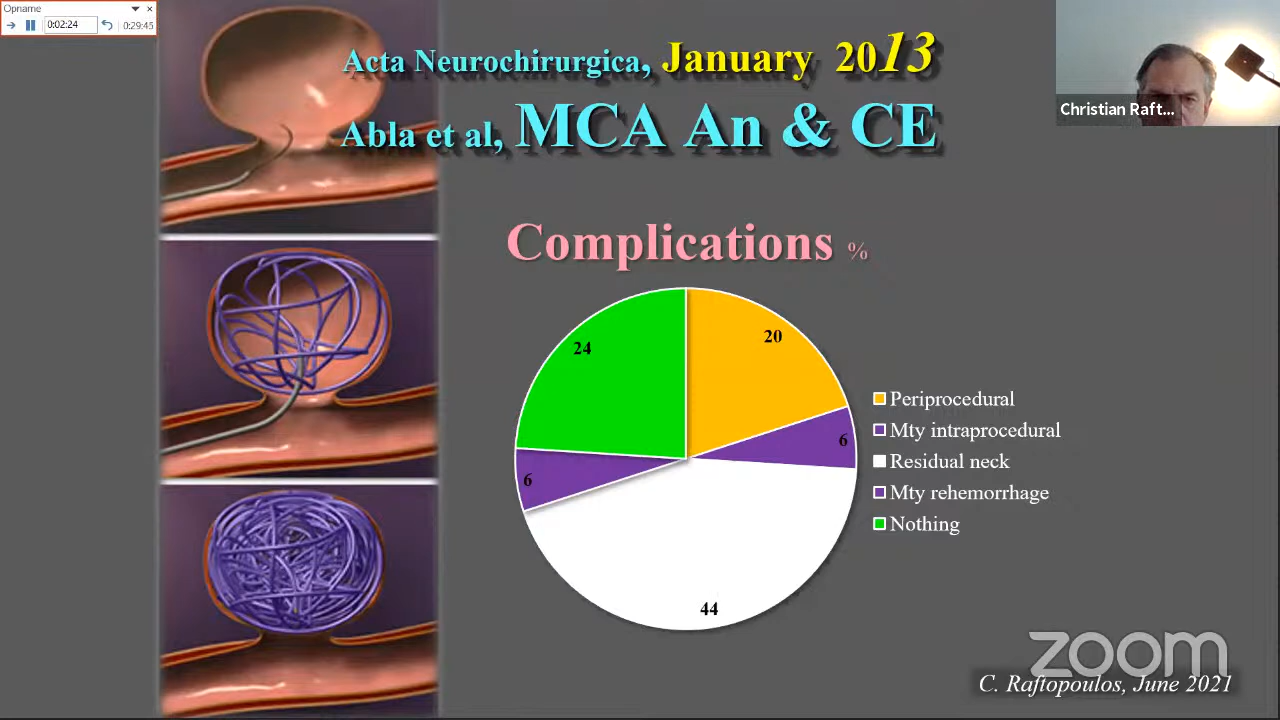 Opname
0:02:24
0:29:45
Acta Neurochirurgica, January 2013
Abla et al, MCA An & CE
Christian Raft...
Complications %
20
6
44
6
24
Periprocedural
Mty intraprocedural
Residual neck
Mty rehemorrhage
Nothing
zoom
C. Raftopoulos, June 2021